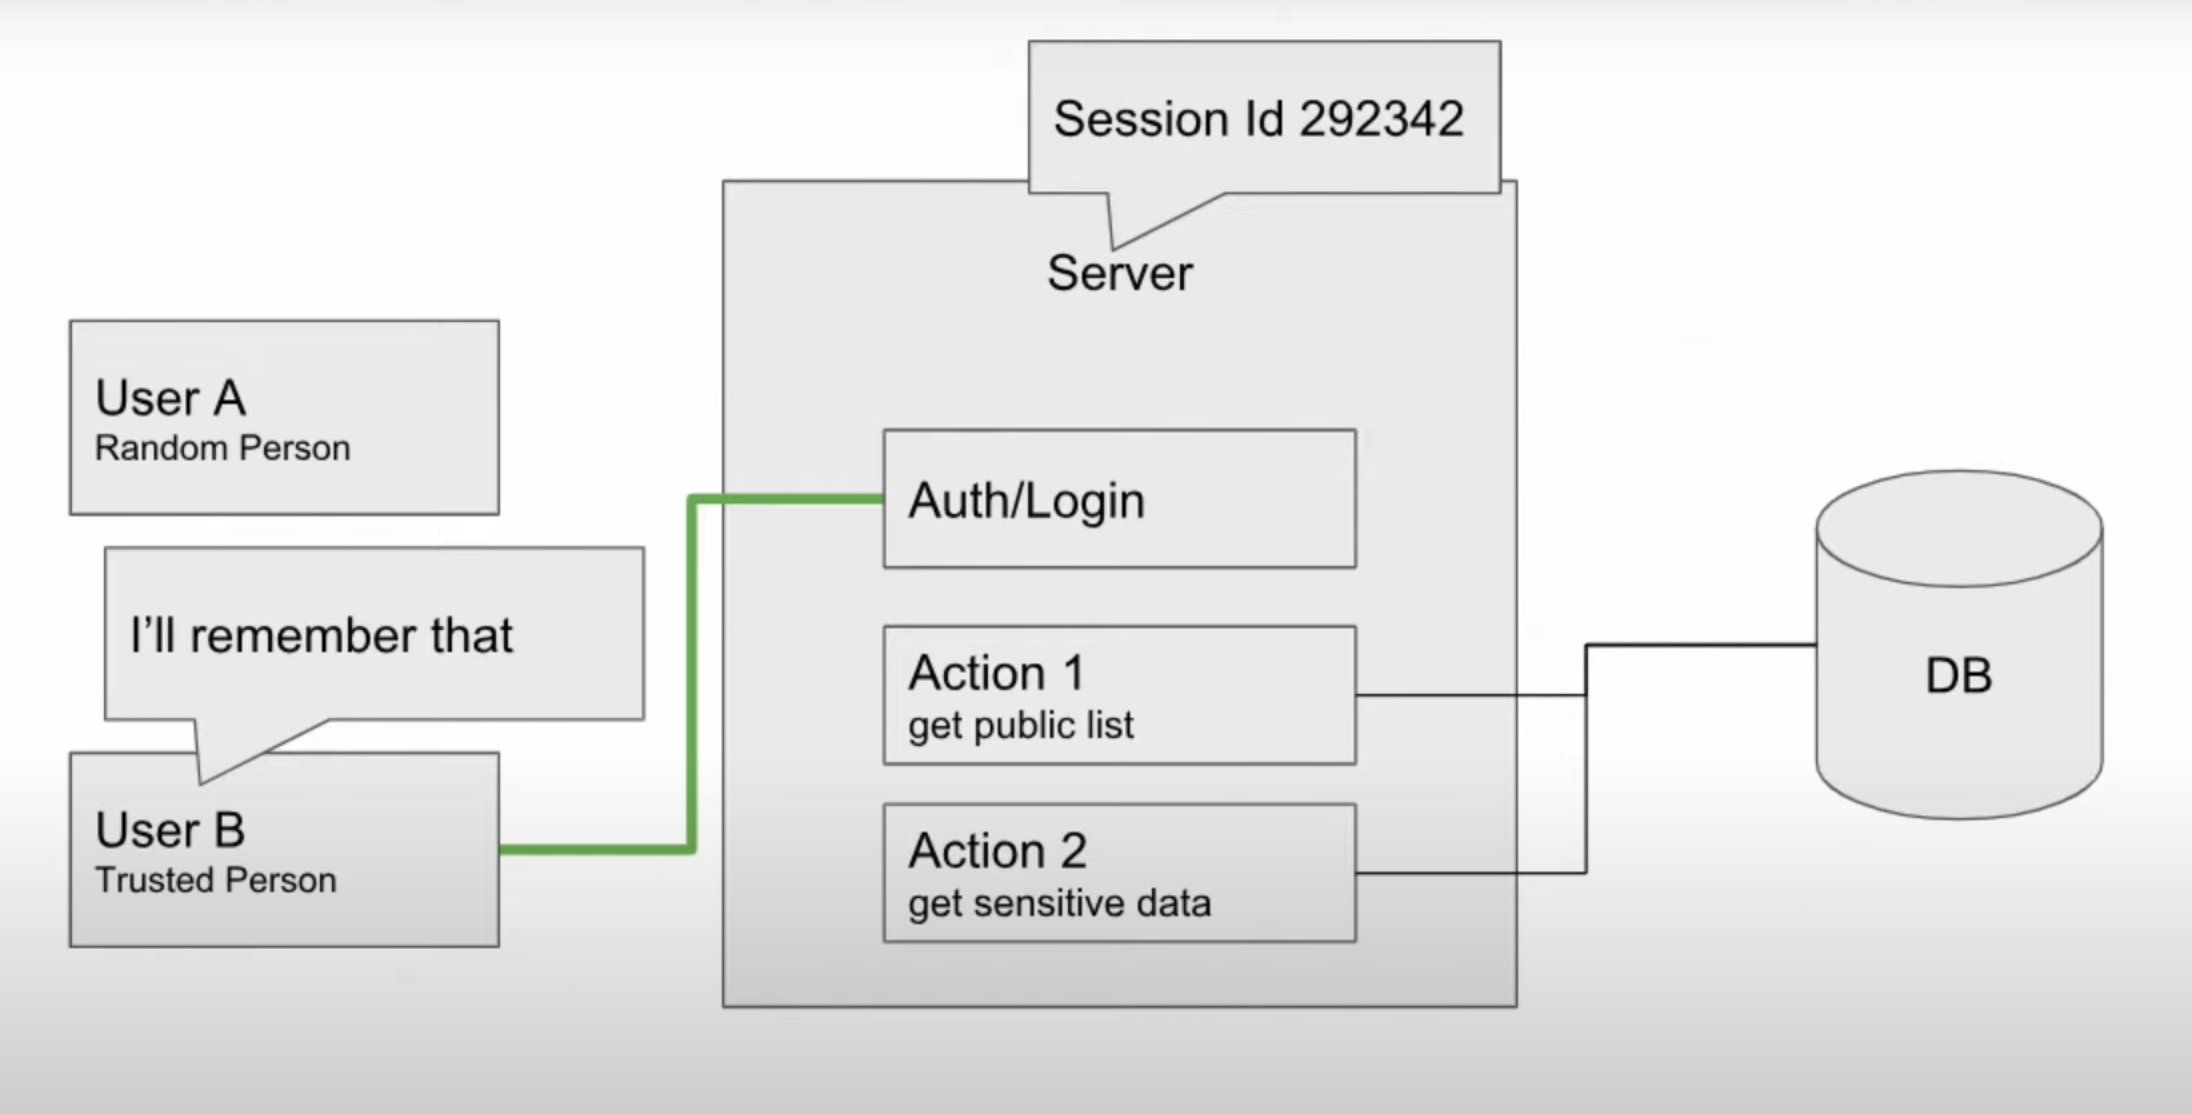 Session Id 292342
Server
User A
Random Person
Auth/Login
I’ll remember that
Action 1
get public list
DB
User B
Trusted Person
Action 2
get sensitive data